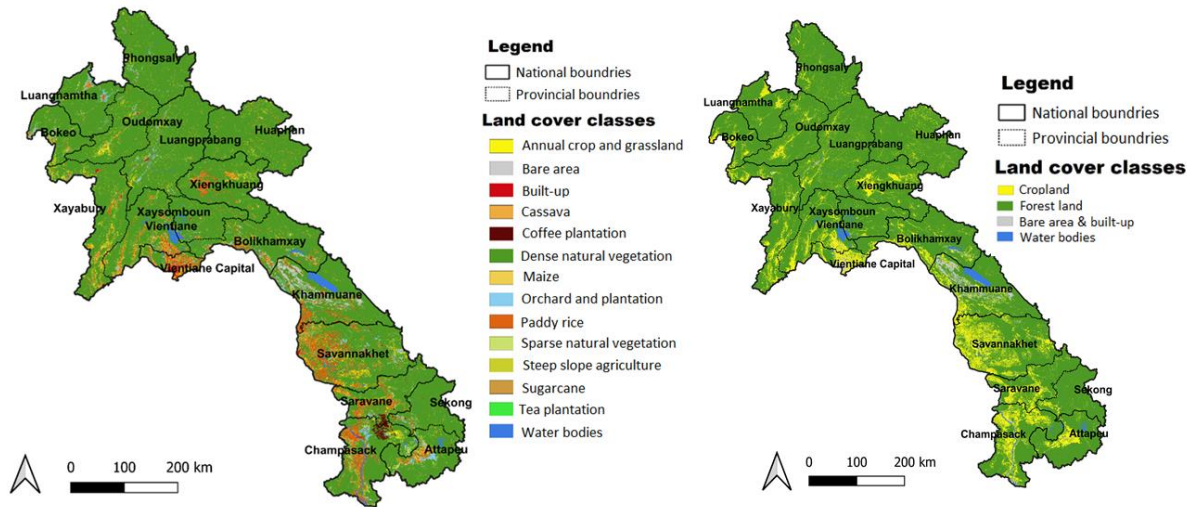 Phongsaly
Luangnamtha
Bokeo
Oudomxay
Luangprabang
Huaphan
Xiengkhuang
Xayabury
Xaysomboun
Vientiane
Bolikhamxay
Vientiane Capital
Khammuane
Savannakhet
Saravane
Sekong
Champasack
Attapeu
0 100 200 km
Legend
National boundries
Provincial boundries
Land cover classes
Annual crop and grassland
Bare area
Built-up
Cassava
Coffee plantation
Dense natural vegetation
Maize
Orchard and plantation
Paddy rice
Sparse natural vegetation
Steep slope agriculture
Sugarcane
Tea plantation
Water bodies
Phongsaly
Luangnamtha
Bokeo
Oudomxay
Luangprabang
Huaphan
Xiengkhuang
Xayabury
Xaysomboun
Vientiane
Bolikhamxay
Vientiane Capital
Khammuane
Savannakhet
Saravane
Sekong
Champasack
Attapeu
0 100 200 km
Legend
National boundries
Provincial boundries
Land cover classes
Cropland
Forest land
Bare area & built-up
Water bodies